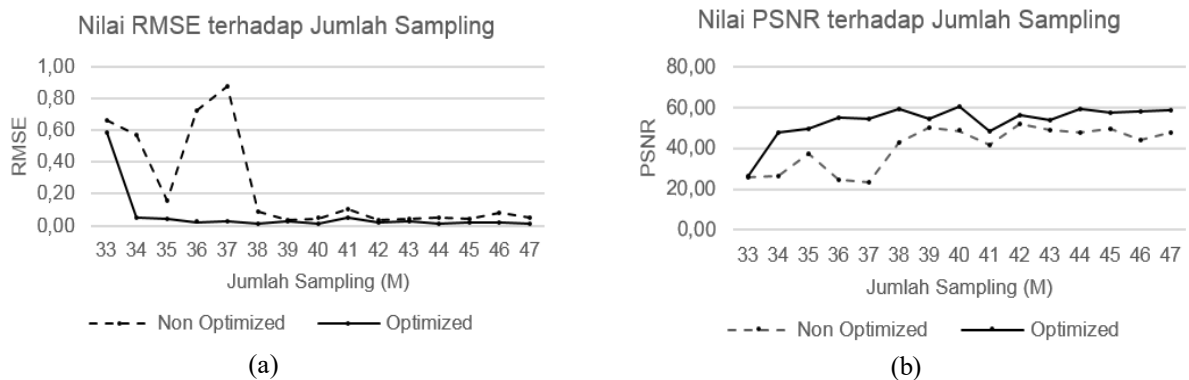 Nilai RMSE terhadap Jumlah Sampling
1,00
0,80
0,60
0,40
0,20
0,00
RMSE
33 34 35 36 37 38 39 40 41 42 43 44 45 46 47
Jumlah Sampling (M)
Non Optimized Optimized
(a)
Nilai PSNR terhadap Jumlah Sampling
80,00
60,00
40,00
20,00
0,00
PSNR
33 34 35 36 37 38 39 40 41 42 43 44 45 46 47
Jumlah Sampling (M)
Non Optimized Optimized
(b)